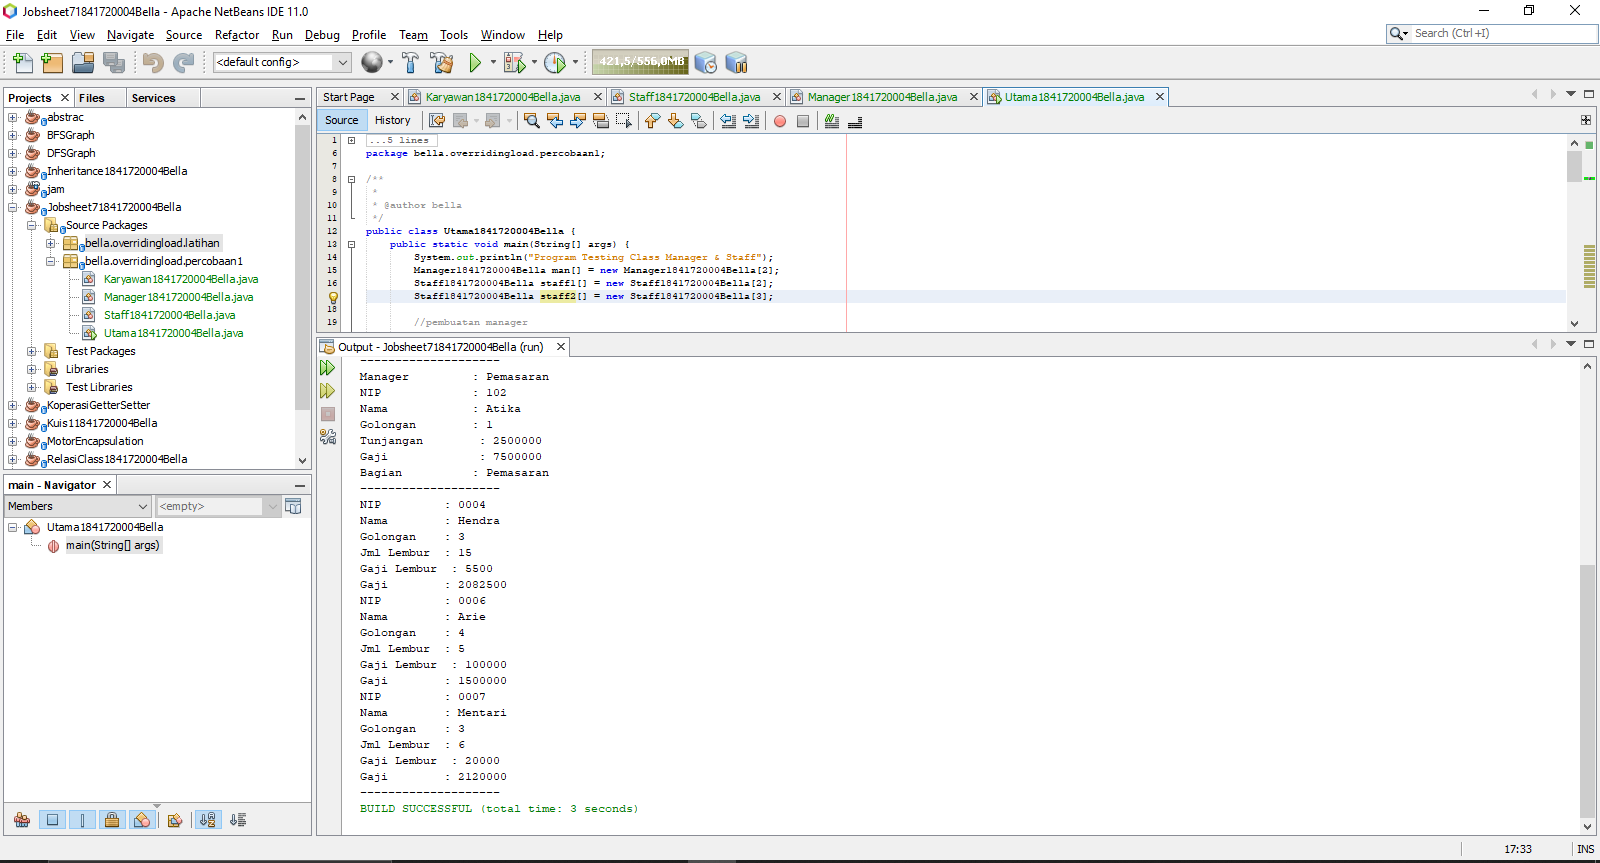 Jobsheet71841720004Bella - Apache NetBeans IDE 11.0
File Edit View Navigate Source Refactor Run Debug Profile Team Tools Window Help
Search (Ctrl+I)
<default config>
421,5/556,0MB
Projects Files Services
abstrac
BFSGraph
DFSGraph
Inheritance1841720004Bella
jam
Jobsheet71841720004Bella
Source Packages
bella.overridingload.latihan
bella.overridingload.percobaan1
Karyawan1841720004Bella.java
Manager1841720004Bella.java
Staff1841720004Bella.java
Utama1841720004Bella.java
Test Packages
Libraries
Test Libraries
KoperasiGetterSetter
Kuis11841720004Bella
MotorEncapsulation
RelasiClass1841720004Bella
main - Navigator
Members <empty>
Utama1841720004Bella
main(String[] args)
Start Page Karyawan1841720004Bella.java Staff1841720004Bella.java Manager1841720004Bella.java Utama1841720004Bella.java
Source History
1 ...5 lines
6 package bella.overridingload.percobaan1;
7
8 /**
9 *
10 * @author bella
11 */
12 public class Utama1841720004Bella {
13 public static void main(String[] args) {
14 System.out.println("Program Testing Class Manager & Staff");
15 Manager1841720004Bella man[] = new Manager1841720004Bella[2];
16 Staff1841720004Bella staff1[] = new Staff1841720004Bella[2];
Staff1841720004Bella staff2[] = new Staff1841720004Bella[3];
18
19 //pembuatan manager
Output - Jobsheet71841720004Bella (run)
--------------------
Manager : Pemasaran
NIP : 102
Nama : Atika
Golongan : 1
Tunjangan : 2500000
Gaji : 7500000
Bagian : Pemasaran
--------------------
NIP : 0004
Nama : Hendra
Golongan : 3
Jml Lembur : 15
Gaji Lembur : 5500
Gaji : 2082500
NIP : 0006
Nama : Arie
Golongan : 4
Jml Lembur : 5
Gaji Lembur : 100000
Gaji : 1500000
NIP : 0007
Nama : Mentari
Golongan : 3
Jml Lembur : 6
Gaji Lembur : 20000
Gaji : 2120000
--------------------
BUILD SUCCESSFUL (total time: 3 seconds)
17:33 INS